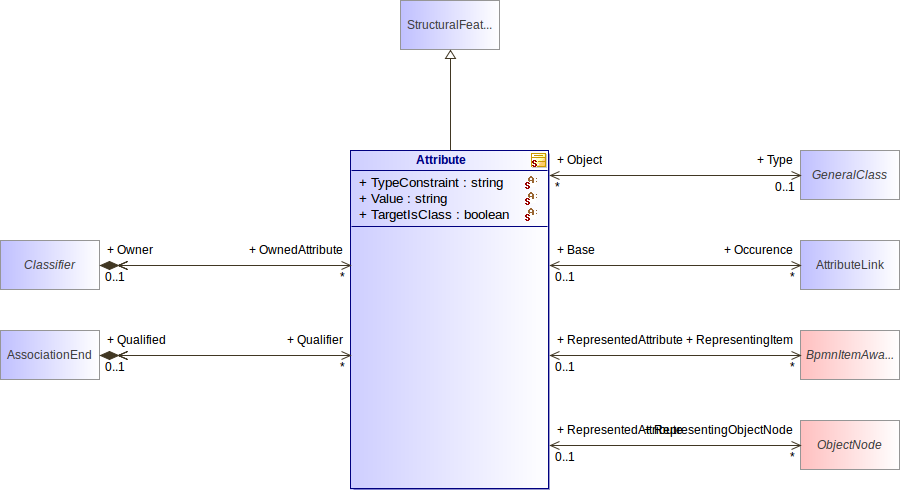 StructuralFeat...
Attribute
+ TypeConstraint : string
+ Value : string
+ TargetIsClass : boolean
+ Object
+ Type
*
0..1
GeneralClass
Classifier
+ Owner
+ OwnedAttribute
0..1
*
+ Base
+ Occurence
0..1
*
AttributeLink
AssociationEnd
+ Qualified
+ Qualifier
0..1
*
+ RepresentedAttribute
+ RepresentingItem
0..1
*
BpmnItemAwa...
+ RepresentedAttribute
+ RepresentingObjectNode
0..1
*
ObjectNode